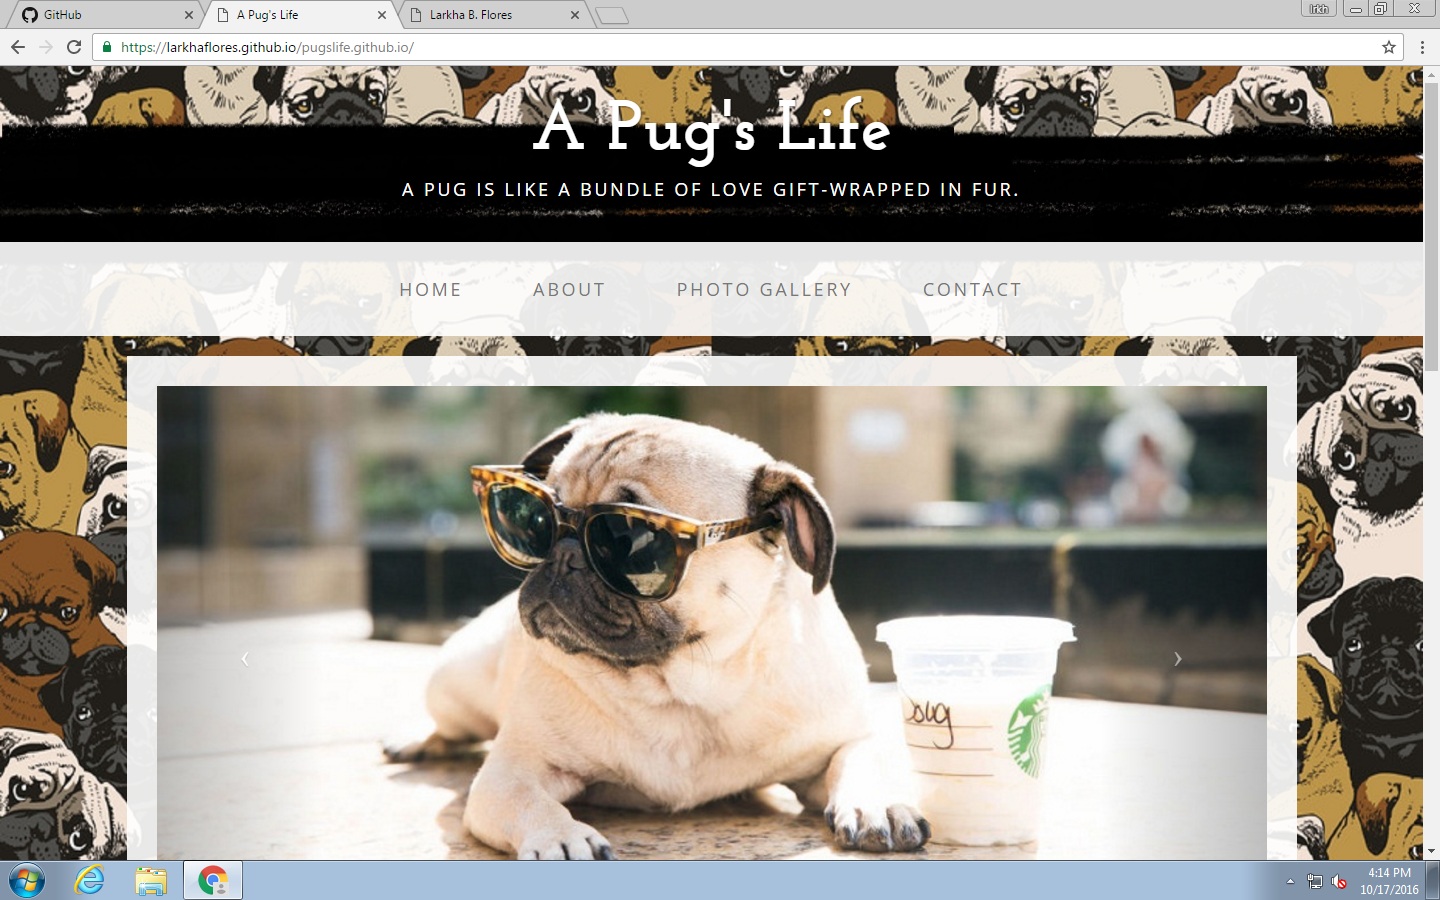 GitHub
A Pug's Life
Larkha B. Flores
lrkh
https://larkhaflores.github.io/pugslife.github.io/
A Pug's Life
A PUG IS LIKE A BUNDLE OF LOVE GIFT-WRAPPED IN FUR.
HOME ABOUT PHOTO GALLERY CONTACT
4:14 PM
10/17/2016